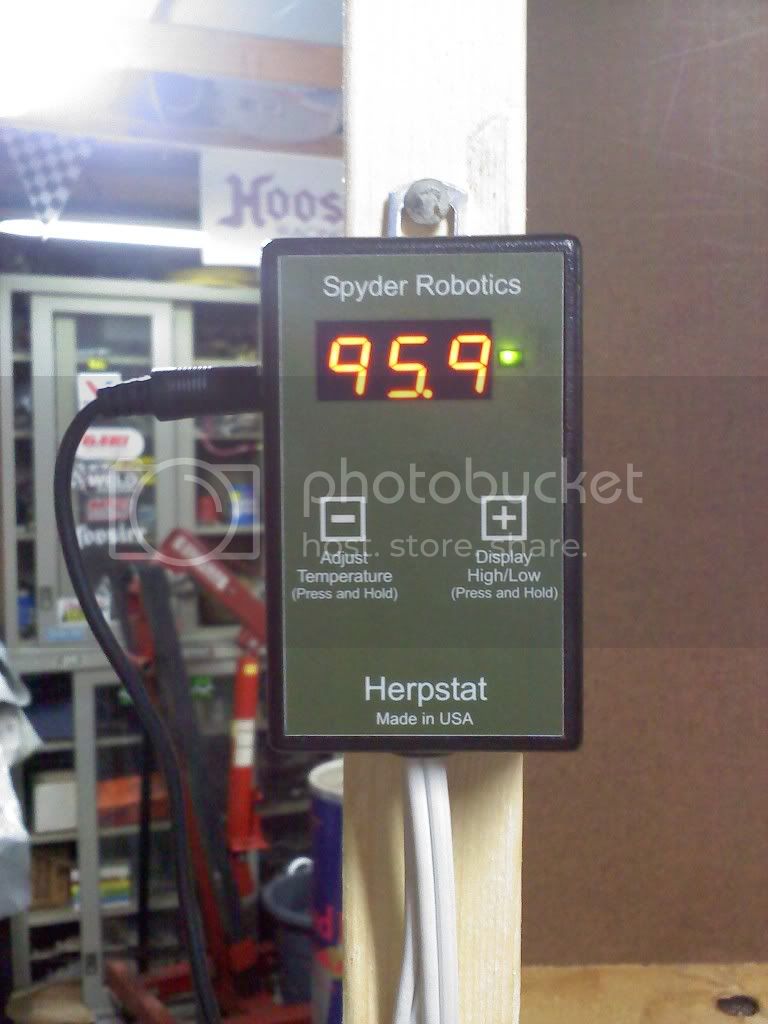 Hoos
Spyder Robotics
95.9
photobucket
host. store. share.
Adjust
Temperature
(Press and Hold)
Display
High/Low
(Press and Hold)
Herpstat
Made in USA